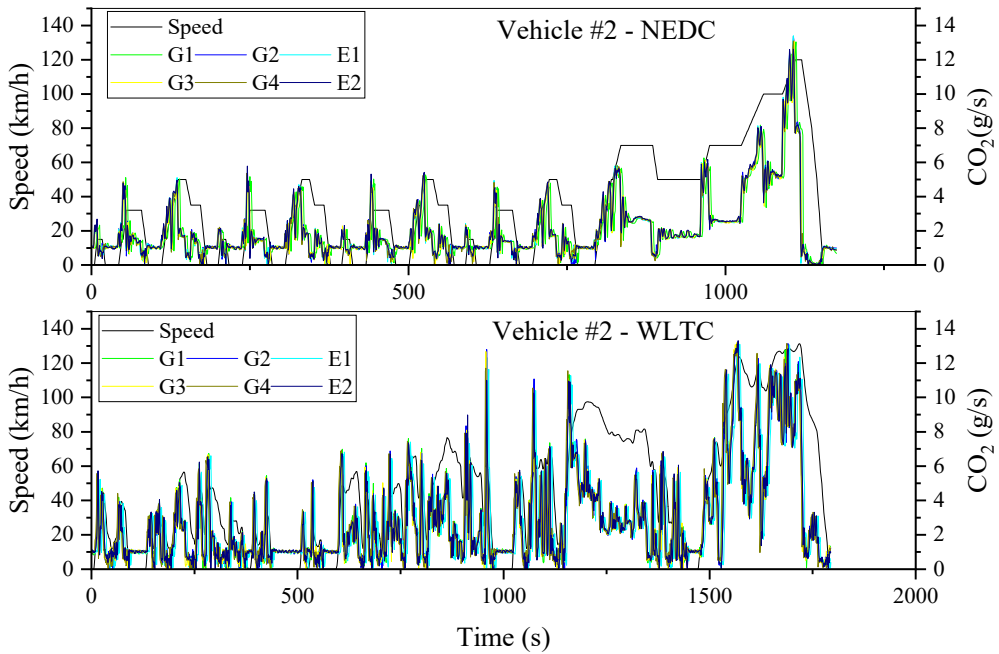 Vehicle #2 - NEDC
Speed
G1 G2 E1
G3 G4 E2
Speed (km/h)
140
120
100
80
60
40
20
0
CO₂(g/s)
14
12
10
8
6
4
2
0
0 500 1000
Vehicle #2 - WLTC
Speed
G1 G2 E1
G3 G4 E2
Speed (km/h)
140
120
100
80
60
40
20
0
CO₂ (g/s)
14
12
10
8
6
4
2
0
0 500 1000 1500 2000
Time (s)